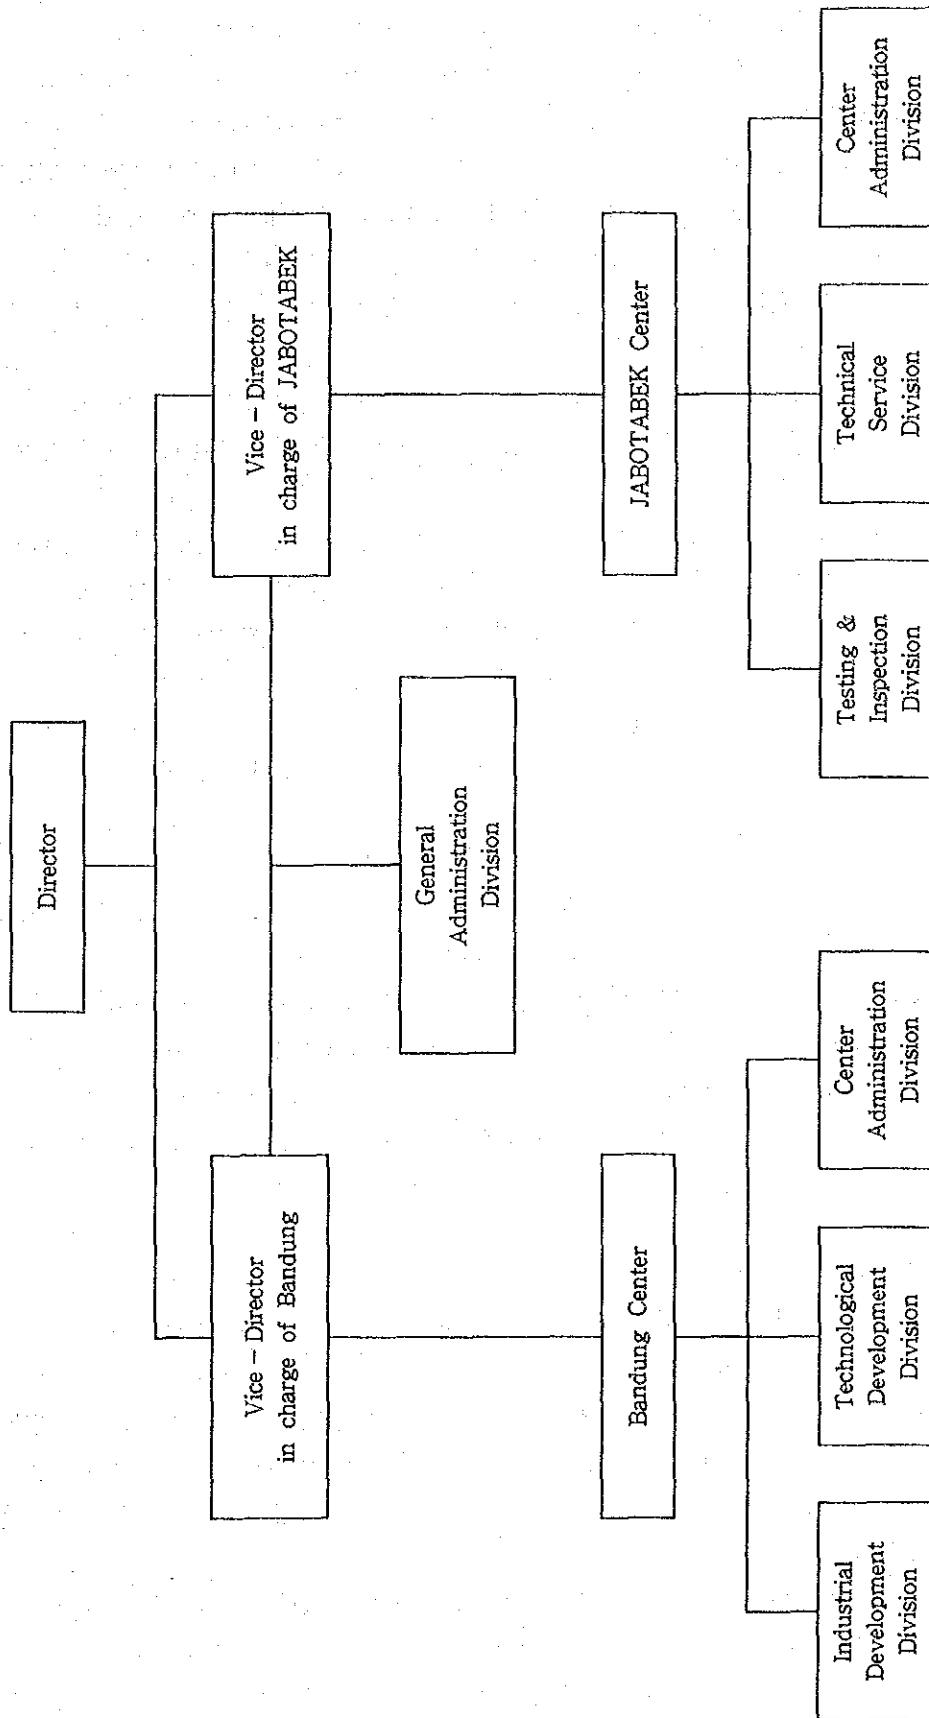 Director
Vice – Director
in charge of Bandung
Vice – Director
in charge of JABOTABEK
General
Administration
Division
Bandung Center
JABOTABEK Center
Industrial
Development
Division
Technological
Development
Division
Center
Administration
Division
Testing &
Inspection
Division
Technical
Service
Division
Center
Administration
Division